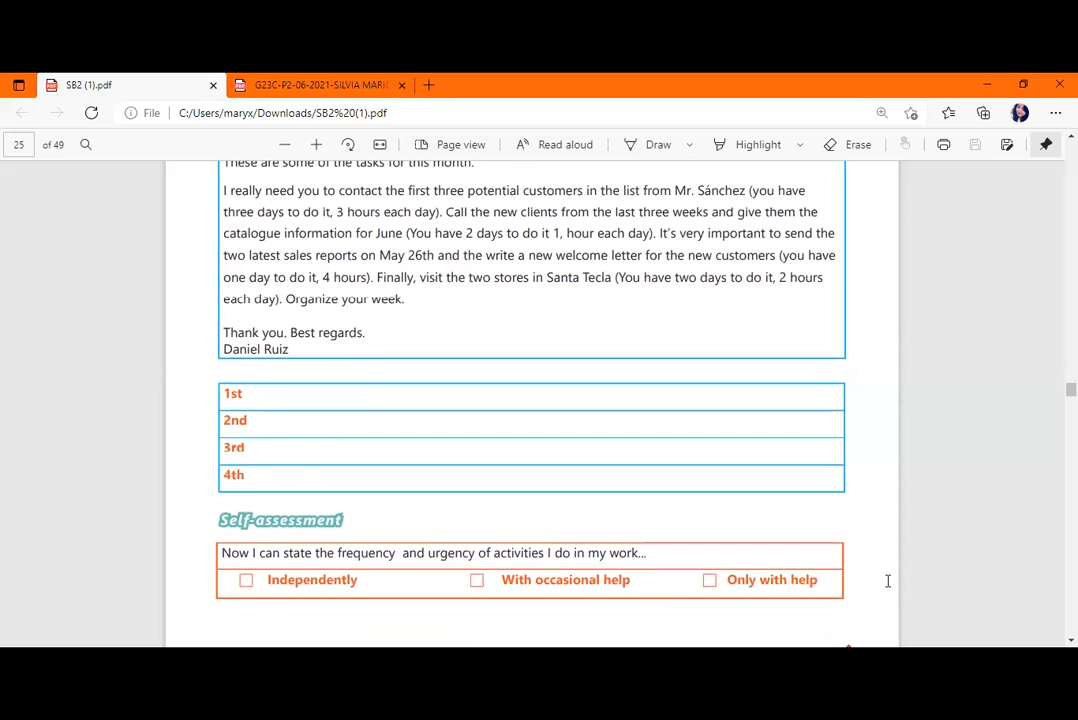 SB2 (1).pdf
G23C-P2-06-2021-SILVIA MARIC
File
C:/Users/maryx/Downloads/SB2%20(1).pdf
25 of 49
Page view
Read aloud
Draw
Highlight
Erase
These are some of the tasks for this month.
I really need you to contact the first three potential customers in the list from Mr. Sánchez (you have
three days to do it, 3 hours each day). Call the new clients from the last three weeks and give them the
catalogue information for June (You have 2 days to do it 1, hour each day). It's very important to send the
two latest sales reports on May 26th and the write a new welcome letter for the new customers (you have
one day to do it, 4 hours). Finally, visit the two stores in Santa Tecla (You have two days to do it, 2 hours
each day). Organize your week.
Thank you. Best regards.
Daniel Ruiz
1st
2nd
3rd
4th
Self-assessment
Now I can state the frequency and urgency of activities I do in my work...
Independently
With occasional help
Only with help